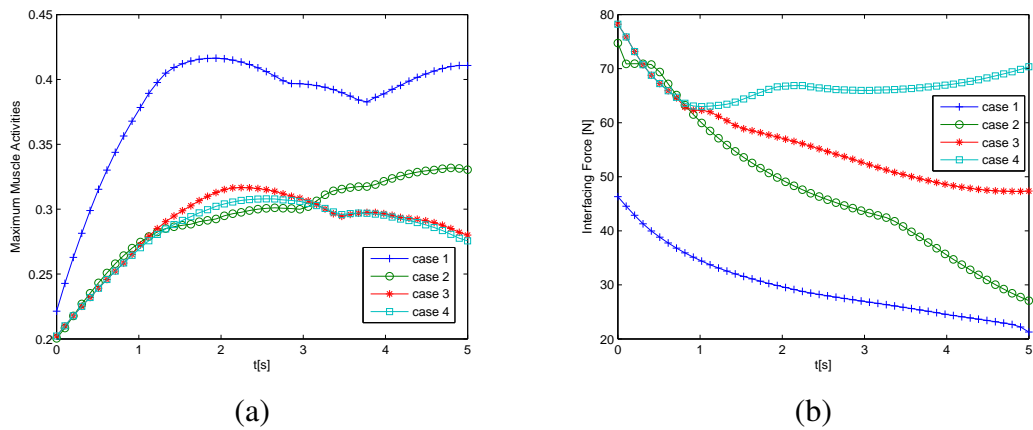 0.45
0.4
0.35
0.3
0.25
0.2
Maximum Muscle Activities
0 1 2 3 4 5
t[s]
case 1
case 2
case 3
case 4
(a)
80
70
60
50
40
30
20
Interfacing Force [N]
0 1 2 3 4 5
t[s]
case 1
case 2
case 3
case 4
(b)